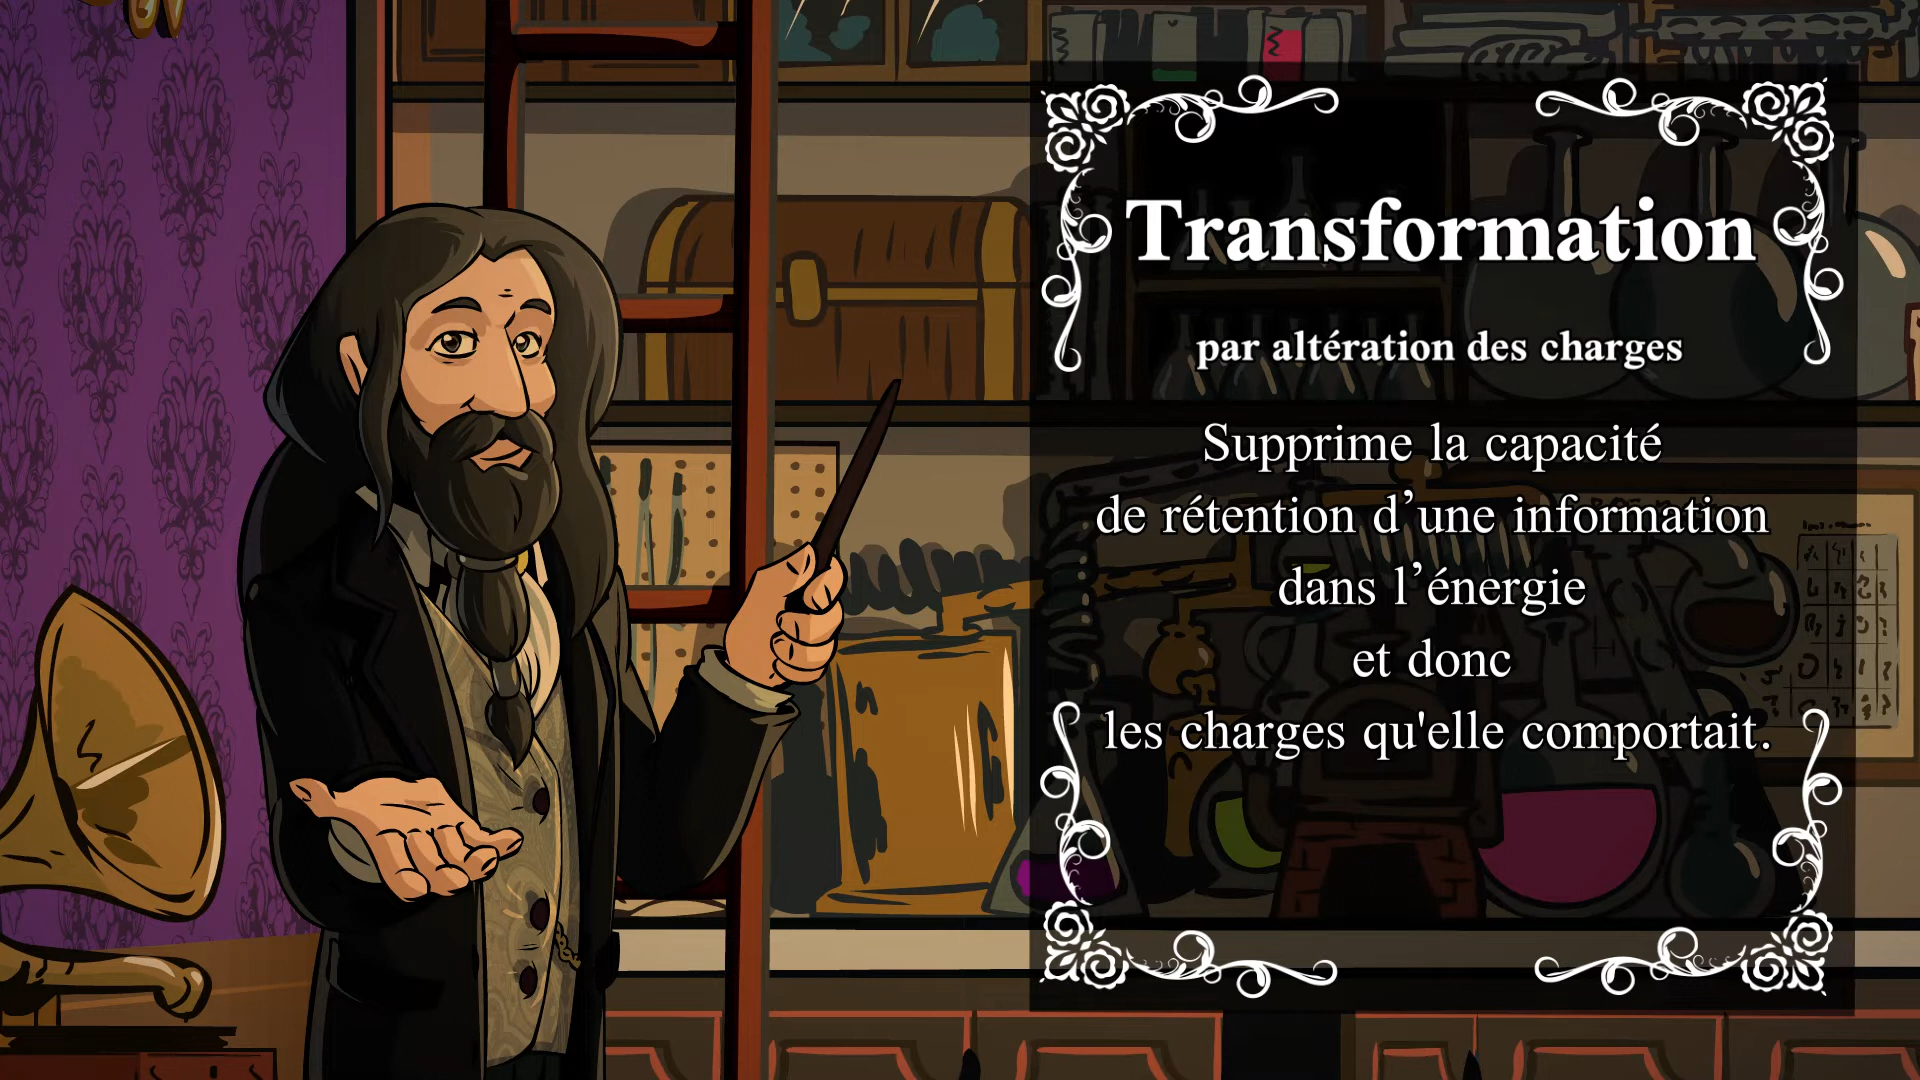 Transformation
par altération des charges
Supprime la capacité
de rétention d’une information
dans l’énergie
et donc
les charges qu'elle comportait.